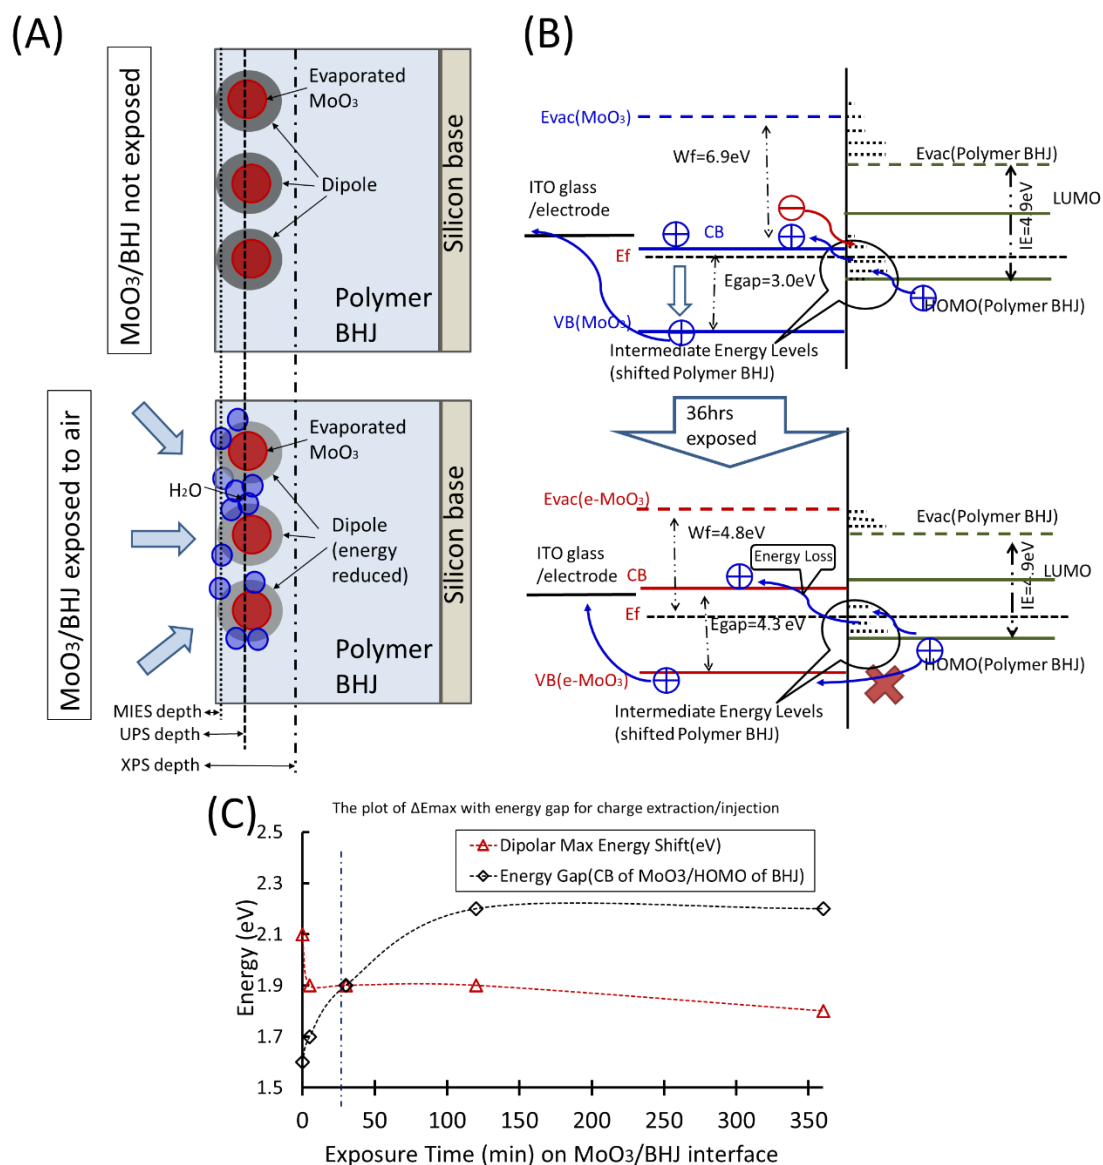 (A)
MoO₃/BHJ not exposed
Evaporated
MoO₃
Dipole
Polymer
BHJ
Silicon base
MoO₃/BHJ exposed to air
Evaporated
MoO₃
H₂O
Dipole
(energy
reduced)
Polymer
BHJ
Silicon base
MIES depth
UPS depth
XPS depth
(B)
Evac(MoO₃)
Wf=6.9eV
Evac(Polymer BHJ)
ITO glass
/electrode
LUMO
IE=4.9eV
CB
Ef
Egap=3.0eV
HOMO(Polymer BHJ)
VB(MoO₃)
Intermediate Energy Levels
(shifted Polymer BHJ)
36hrs
exposed
Evac(e-MoO₃)
Wf=4.8eV
Evac(Polymer BHJ)
ITO glass
/electrode
Energy Loss
CB
LUMO
IE=4.9eV
Ef
Egap=4.3 eV
HOMO(Polymer BHJ)
VB(e-MoO₃)
Intermediate Energy Levels
(shifted Polymer BHJ)
(C)
The plot of ΔEmax with energy gap for charge extraction/injection
Dipolar Max Energy Shift(eV)
Energy Gap(CB of MoO3/HOMO of BHJ)
Energy (eV)
2.5
2.3
2.1
1.9
1.7
1.5
0 50 100 150 200 250 300 350
Exposure Time (min) on MoO₃/BHJ interface